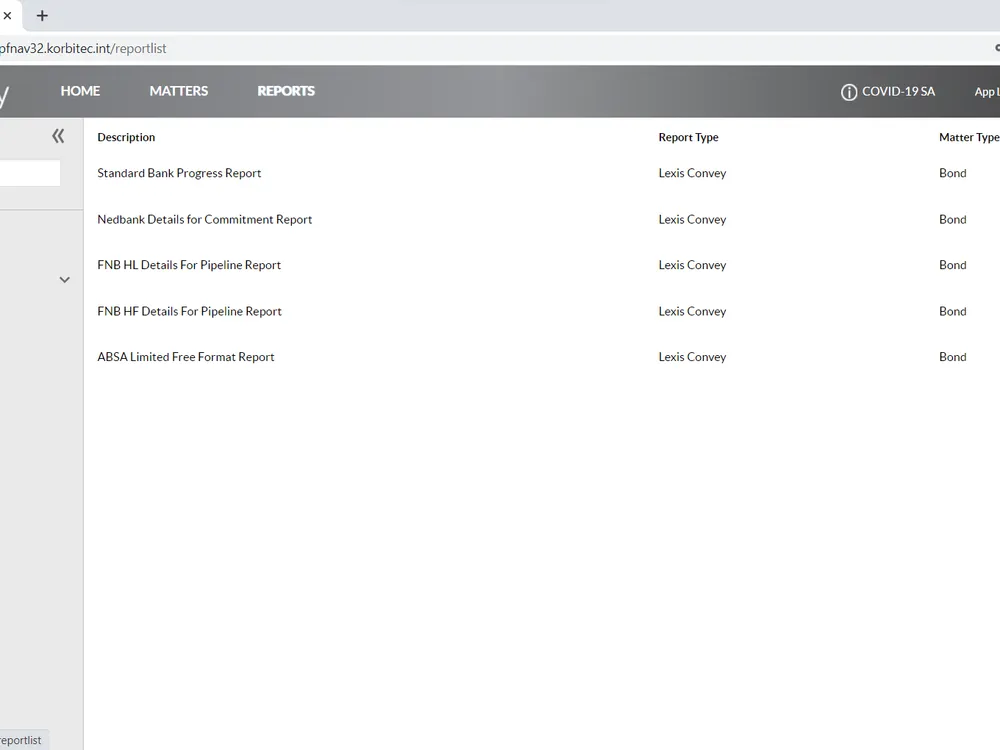 pfnav32.korbitec.int/reportlist
y HOME MATTERS REPORTS COVID-19 SA App L
Description Report Type Matter Type
Standard Bank Progress Report Lexis Convey Bond
Nedbank Details for Commitment Report Lexis Convey Bond
FNB HL Details For Pipeline Report Lexis Convey Bond
FNB HF Details For Pipeline Report Lexis Convey Bond
ABSA Limited Free Format Report Lexis Convey Bond
reportlist